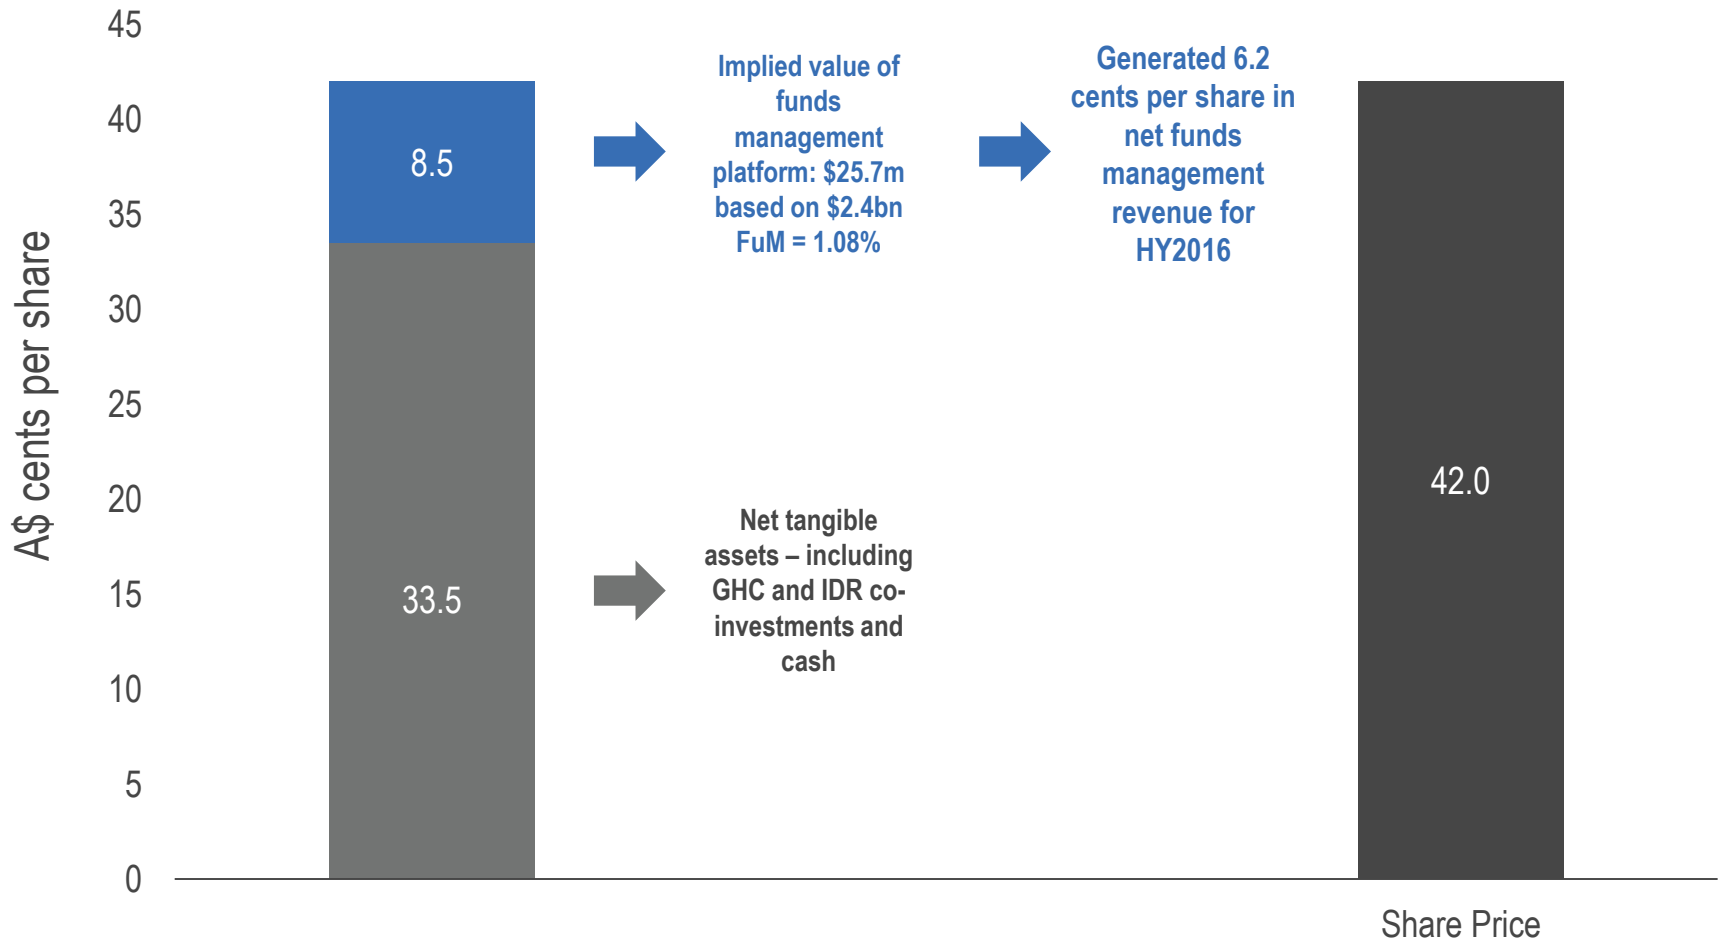 A$ cents per share
45
40
35
30
25
20
15
10
5
0
8.5
33.5
Implied value of
funds
management
platform: $25.7m
based on $2.4bn
FuM = 1.08%
Generated 6.2
cents per share in
net funds
management
revenue for
HY2016
Net tangible
assets – including
GHC and IDR co-
investments and
cash
42.0
Share Price